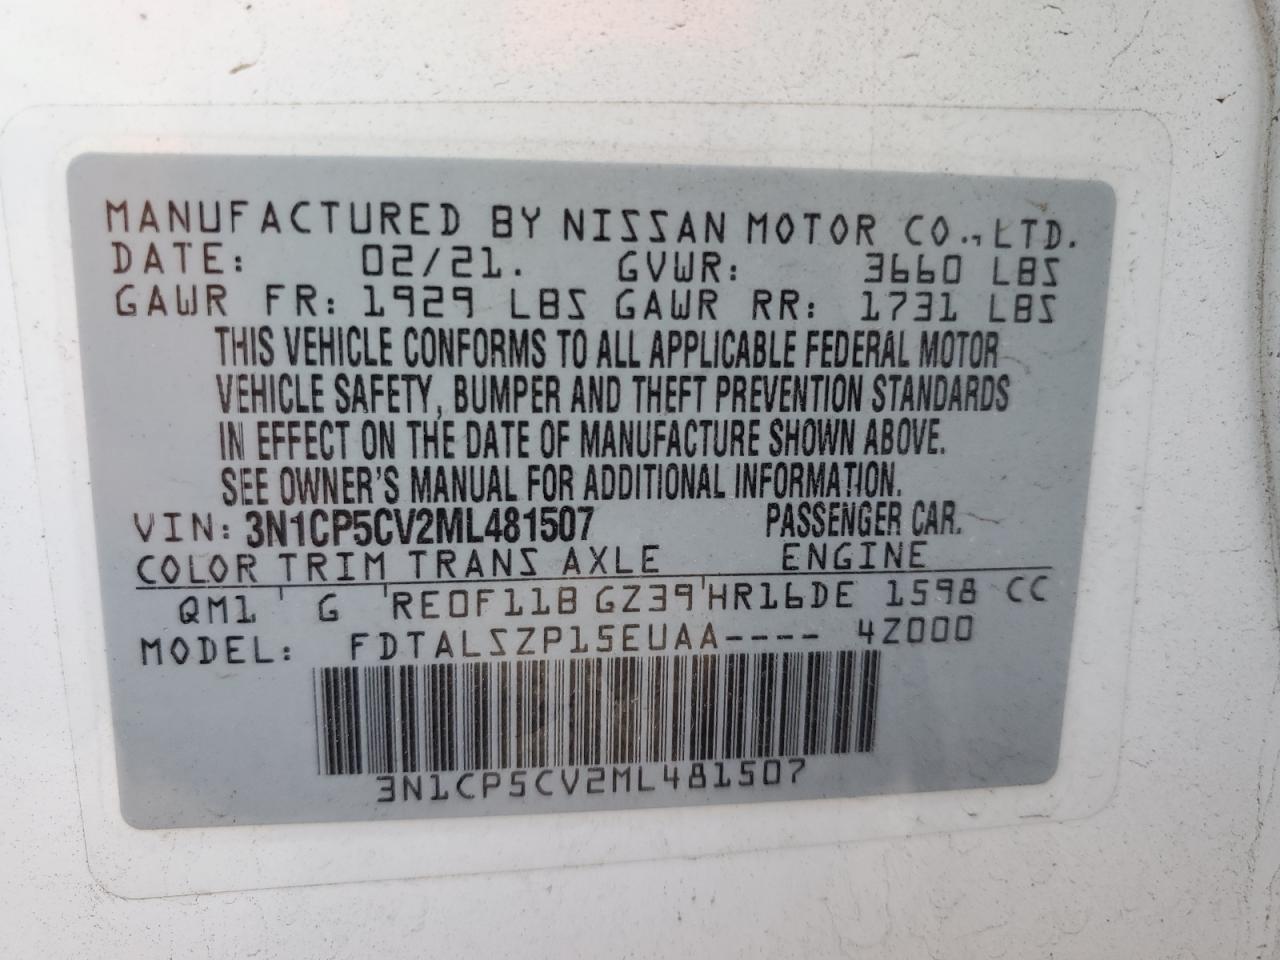 MANUFACTURED BY NISSAN MOTOR CO., LTD.
DATE: 02/21. GVWR: 3660 LBS
GAWR FR: 1929 LBS GAWR RR: 1731 LBS
THIS VEHICLE CONFORMS TO ALL APPLICABLE FEDERAL MOTOR
VEHICLE SAFETY, BUMPER AND THEFT PREVENTION STANDARDS
IN EFFECT ON THE DATE OF MANUFACTURE SHOWN ABOVE.
SEE OWNER'S MANUAL FOR ADDITIONAL INFORMATION.
VIN: 3N1CP5CV2ML481507 PASSENGER CAR.
COLOR TRIM TRANS AXLE ENGINE
QM1 G RE0F11B GZ39 HR16DE 1598 CC
MODEL: FDTALSZP15EUAA---- 4Z000
3N1CP5CV2ML481507